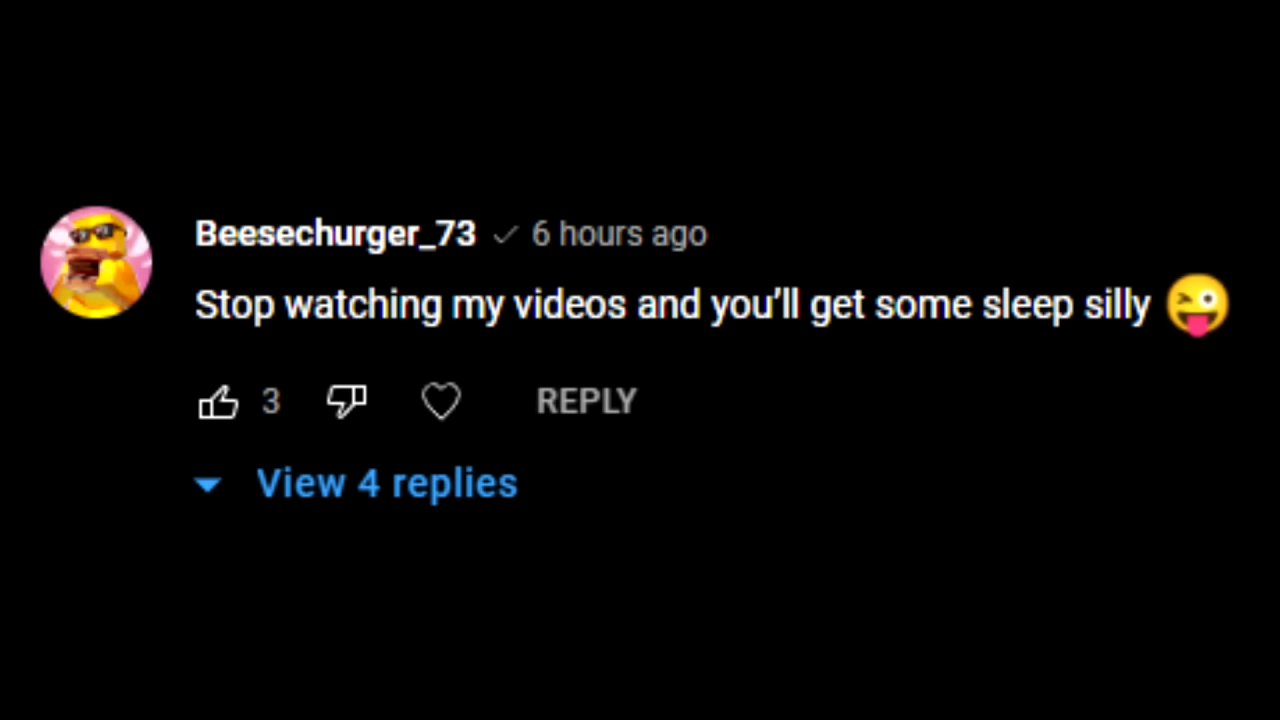 Beesechurger_73 ✓ 6 hours ago
Stop watching my videos and you’ll get some sleep silly 😜
3 REPLY
View 4 replies